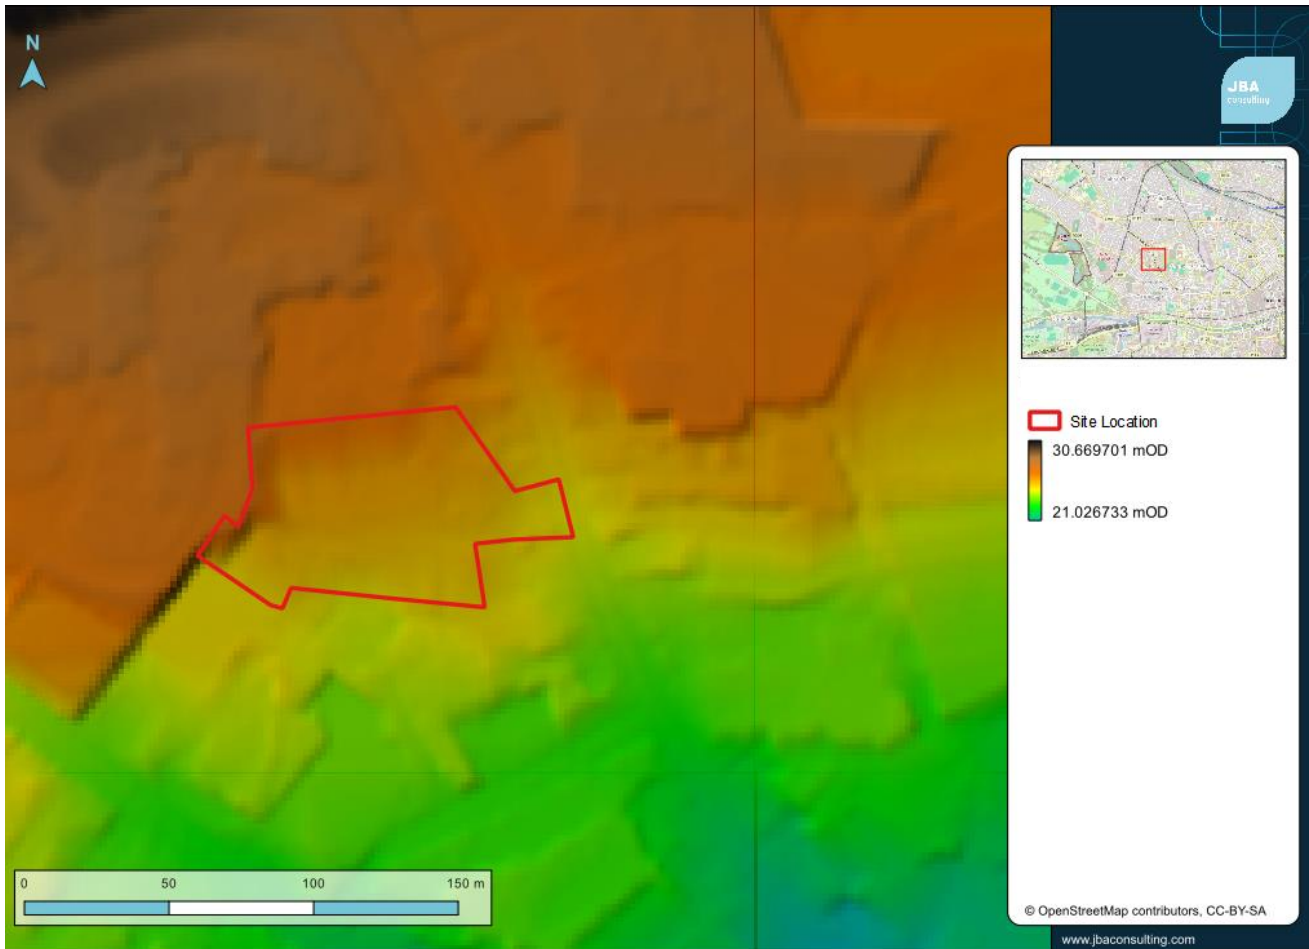 N
JBA
consulting
Site Location
30.669701 mOD
21.026733 mOD
0 50 100 150 m
© OpenStreetMap contributors, CC-BY-SA
www.jbaconsulting.com